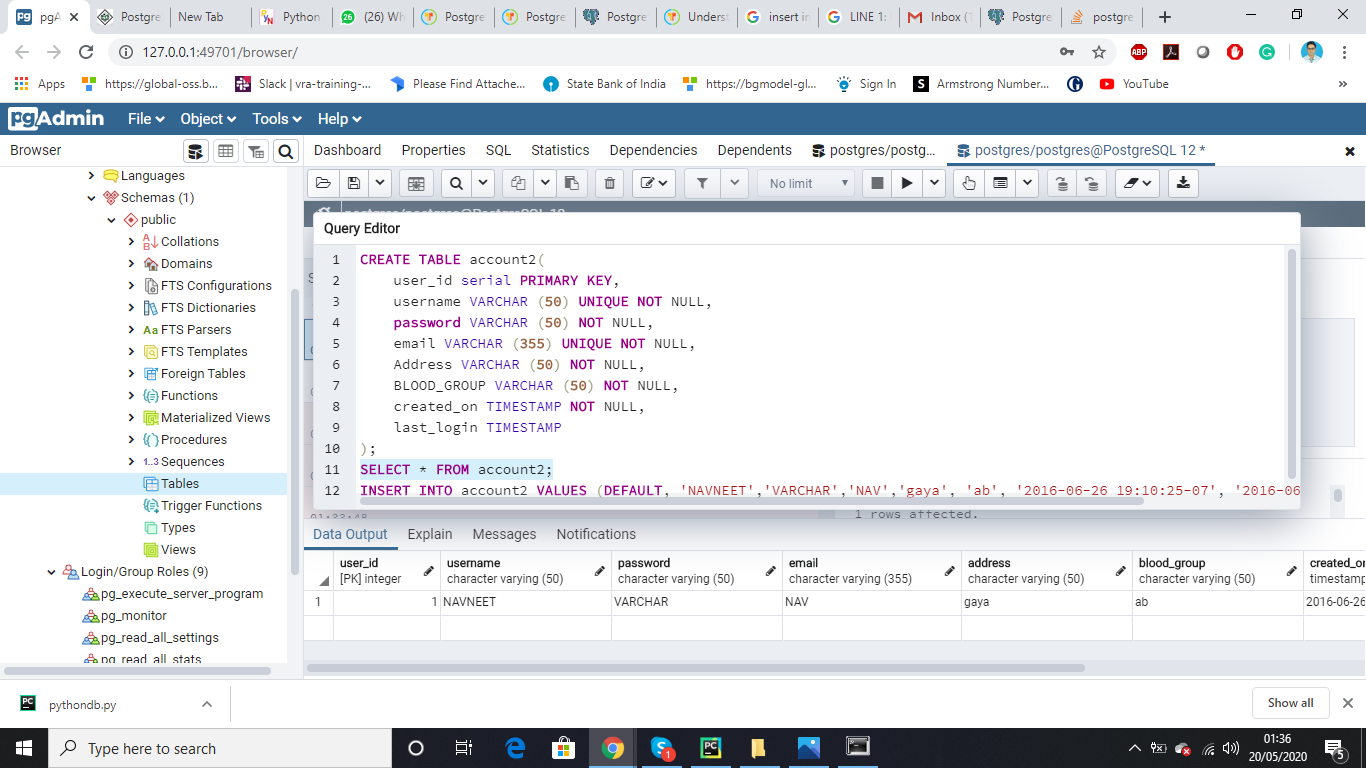 pgA
Postgre
New Tab
Python
(26) Wh
Postgre
Postgre
Postgre
Unders
insert in
LINE 1:
Inbox (
Postgre
postgre
127.0.0.1:49701/browser/
Apps
https://global-oss.b...
Slack | vra-training-...
Please Find Attache...
State Bank of India
https://bgmodel-gl...
Sign In
Armstrong Number...
YouTube
pgAdmin File Object Tools Help
Browser
Dashboard Properties SQL Statistics Dependencies Dependents postgres/postg... postgres/postgres@PostgreSQL 12 *
No limit
Languages
Schemas (1)
public
Collations
Domains
FTS Configurations
FTS Dictionaries
FTS Parsers
FTS Templates
Foreign Tables
Functions
Materialized Views
Procedures
1..3 Sequences
Tables
Trigger Functions
Types
Views
Login/Group Roles (9)
pg_execute_server_program
pg_monitor
pg_read_all_settings
pg_read_all_stats
postgres/postgres@PostgreSQL 12
Query Editor
1 CREATE TABLE account2(
2 user_id serial PRIMARY KEY,
3 username VARCHAR (50) UNIQUE NOT NULL,
4 password VARCHAR (50) NOT NULL,
5 email VARCHAR (355) UNIQUE NOT NULL,
6 Address VARCHAR (50) NOT NULL,
7 BLOOD_GROUP VARCHAR (50) NOT NULL,
8 created_on TIMESTAMP NOT NULL,
9 last_login TIMESTAMP
10 );
11 SELECT * FROM account2;
12 INSERT INTO account2 VALUES (DEFAULT, 'NAVNEET','VARCHAR','NAV','gaya', 'ab', '2016-06-26 19:10:25-07', '2016-06
01:33:48
1 rows affected.
Data Output Explain Messages Notifications
user_id username password email address blood_group created_on
[PK] integer character varying (50) character varying (50) character varying (355) character varying (50) character varying (50) timestamp
1 1 NAVNEET VARCHAR NAV gaya ab 2016-06-26
pythondb.py
Show all
Type here to search
01:36
20/05/2020
1
5